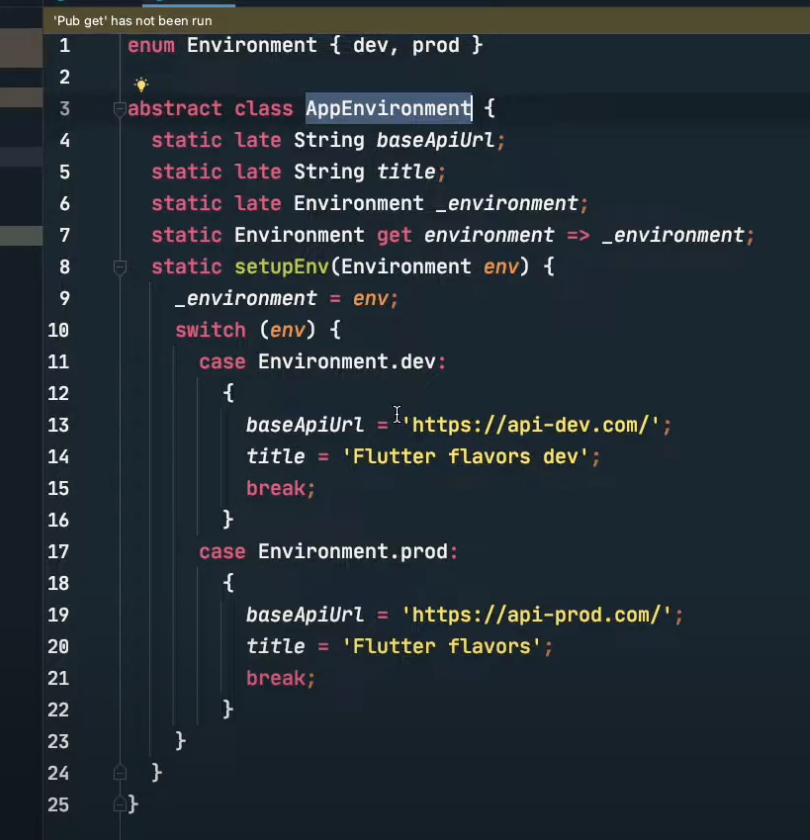 'Pub get' has not been run
1 enum Environment { dev, prod }
2
3 abstract class AppEnvironment {
4 static late String baseApiUrl;
5 static late String title;
6 static late Environment _environment;
7 static Environment get environment => _environment;
8 static setupEnv(Environment env) {
9 _environment = env;
10 switch (env) {
11 case Environment.dev:
12 {
13 baseApiUrl = 'https://api-dev.com/';
14 title = 'Flutter flavors dev';
15 break;
16 }
17 case Environment.prod:
18 {
19 baseApiUrl = 'https://api-prod.com/';
20 title = 'Flutter flavors';
21 break;
22 }
23 }
24 }
25 }